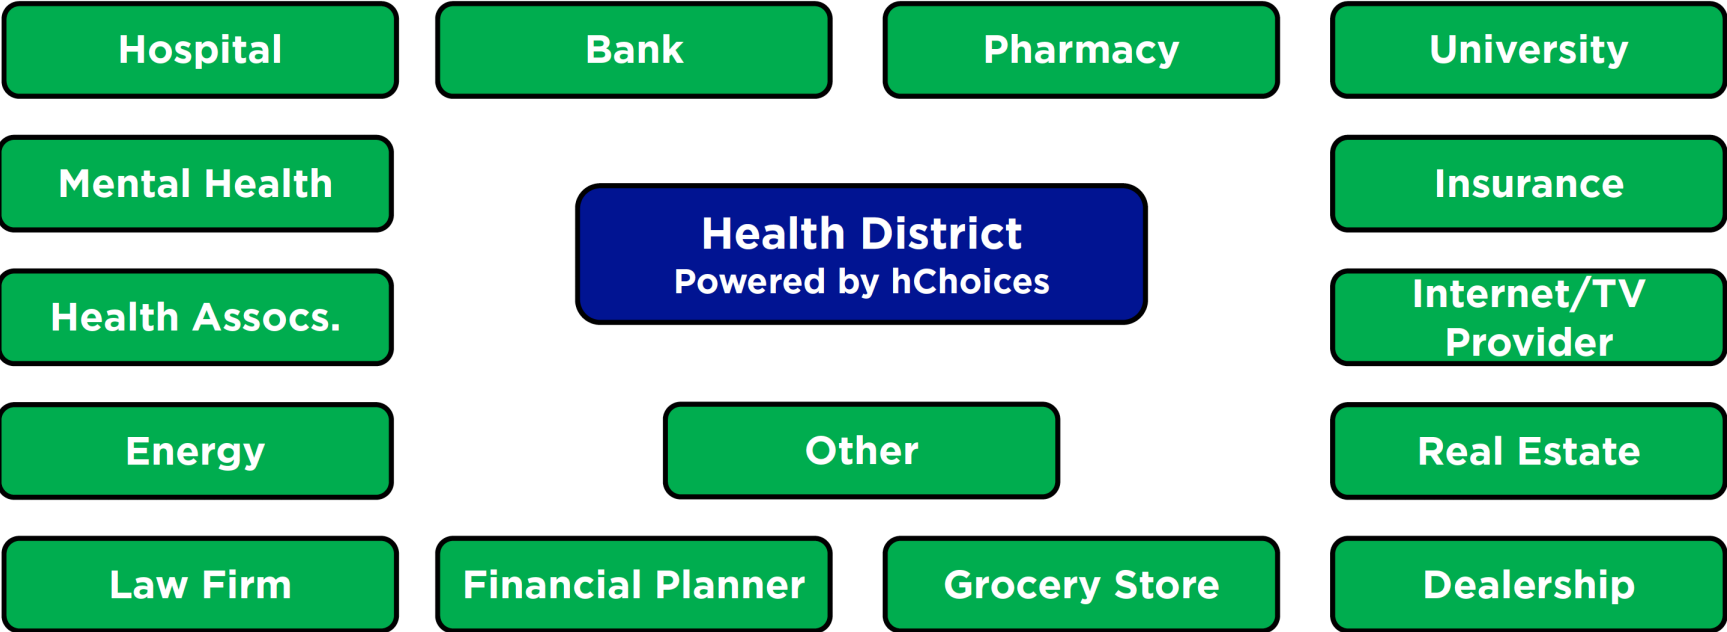 Hospital
Bank
Pharmacy
University
Mental Health
Insurance
Health District
Powered by hChoices
Health Assocs.
Internet/TV
Provider
Energy
Other
Real Estate
Law Firm
Financial Planner
Grocery Store
Dealership